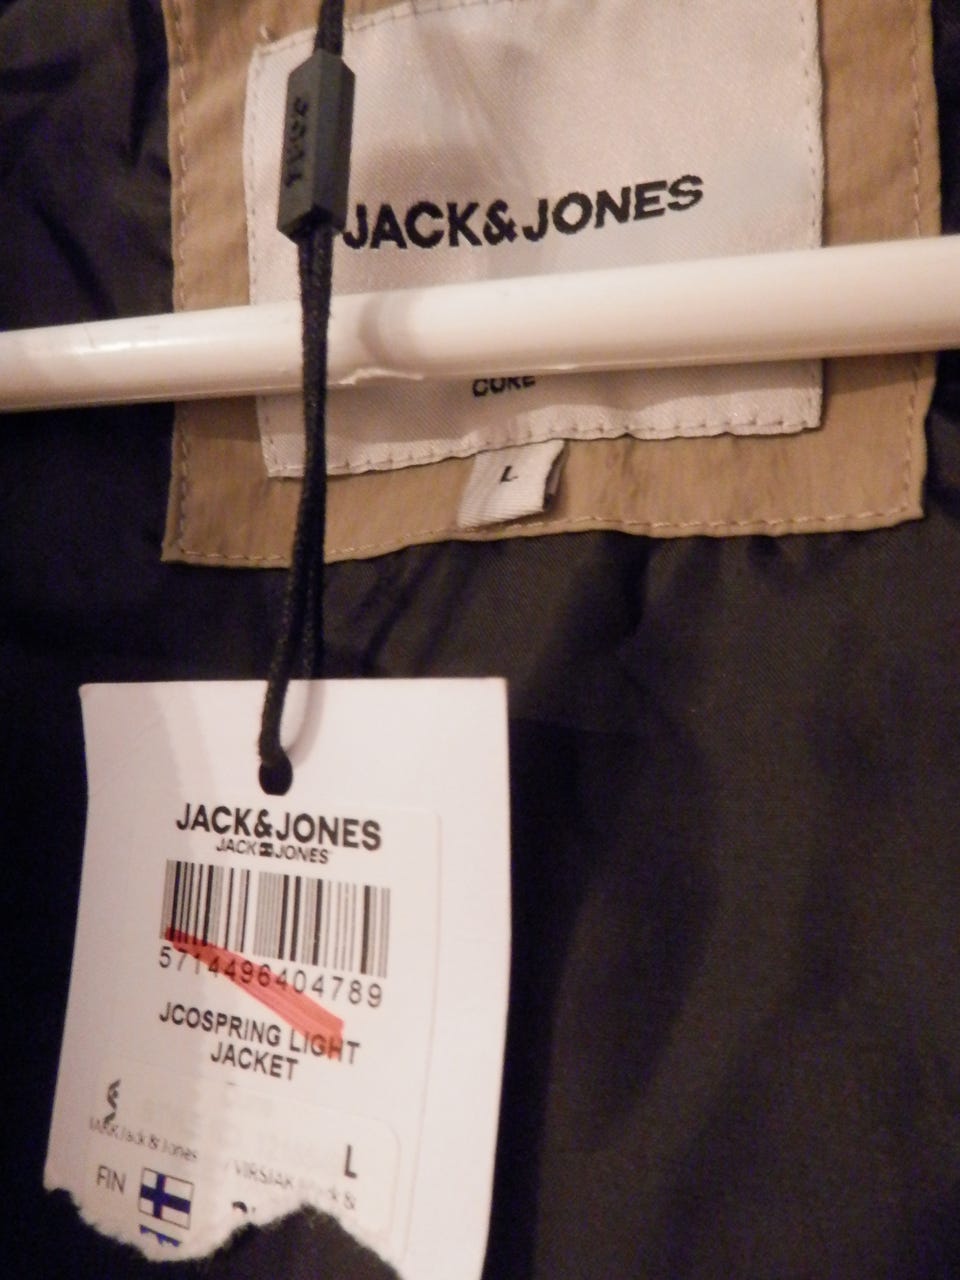 JACK&JONES
CORE
L
JACK&JONES
JACK JONES
5714496404789
JCOSPRING LIGHT
JACKET
L
FIN